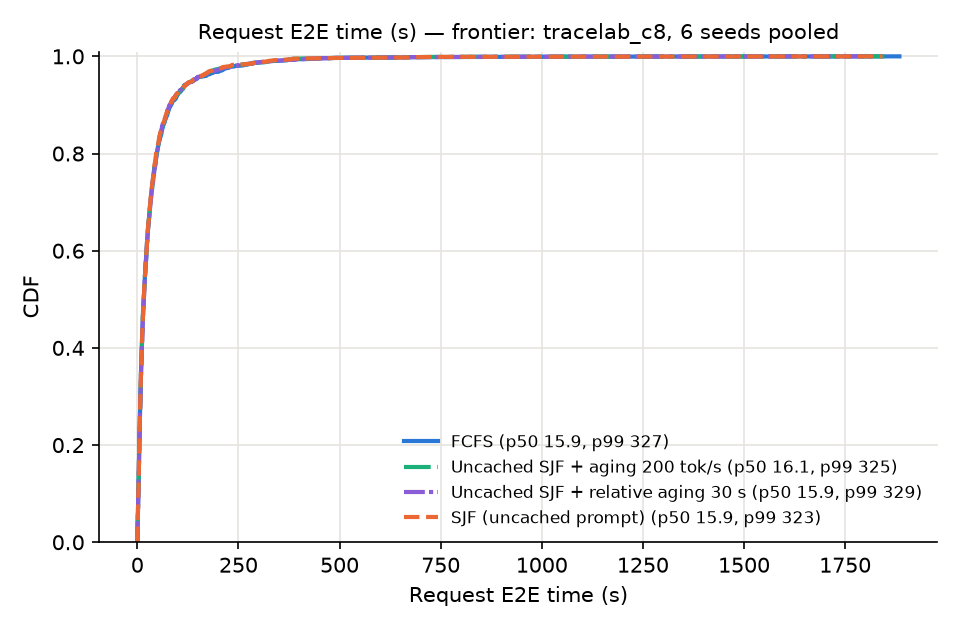 Request E2E time (s) — frontier: tracelab_c8, 6 seeds pooled
1.0
0.8
0.6
0.4
0.2
0.0
CDF
FCFS (p50 15.9, p99 327)
Uncached SJF + aging 200 tok/s (p50 16.1, p99 325)
Uncached SJF + relative aging 30 s (p50 15.9, p99 329)
SJF (uncached prompt) (p50 15.9, p99 323)
0 250 500 750 1000 1250 1500 1750
Request E2E time (s)